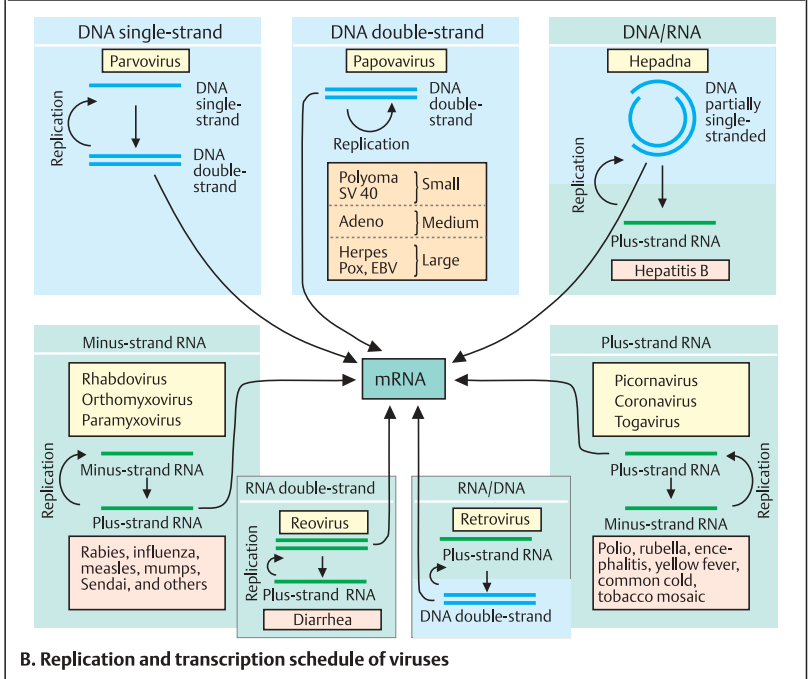 DNA single-strand
Parvovirus
DNA
single-
strand
Replication
DNA
double-
strand
DNA double-strand
Papovavirus
DNA
double-
strand
Replication
Polyoma
SV 40
Small
Adeno
Medium
Herpes
Pox, EBV
Large
DNA/RNA
Hepadna
DNA
partially
single-
stranded
Replication
Plus-strand RNA
Hepatitis B
Minus-strand RNA
Rhabdovirus
Orthomyxovirus
Paramyxovirus
Replication
Minus-strand RNA
Plus-strand RNA
Rabies, influenza,
measles, mumps,
Sendai, and others
mRNA
RNA double-strand
Reovirus
Replication
Plus-strand RNA
Diarrhea
RNA/DNA
Retrovirus
Plus-strand RNA
DNA double-strand
Plus-strand RNA
Picornavirus
Coronavirus
Togavirus
Plus-strand RNA
Replication
Minus-strand RNA
Polio, rubella, ence-
phalitis, yellow fever,
common cold,
tobacco mosaic
B. Replication and transcription schedule of viruses